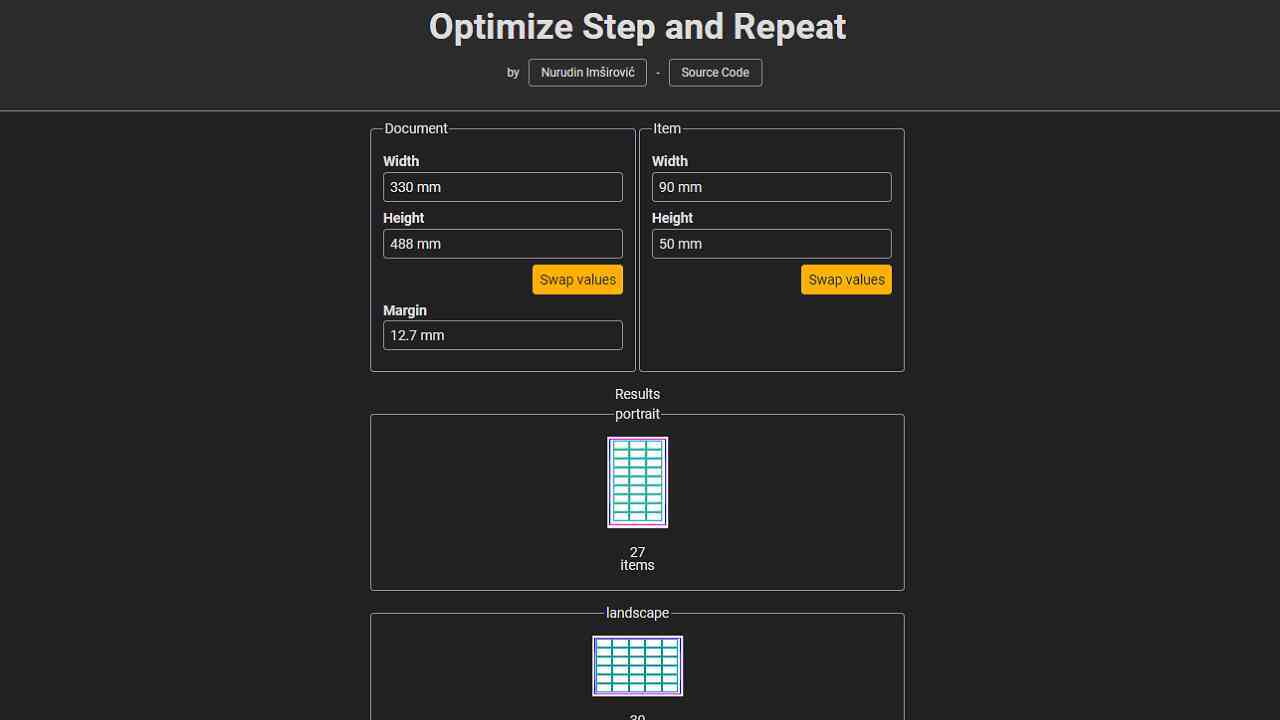 Optimize Step and Repeat
by Nurudin Imširović - Source Code
Document
Width
330 mm
Height
488 mm
Swap values
Margin
12.7 mm
Item
Width
90 mm
Height
50 mm
Swap values
Results
portrait
27
items
landscape
30